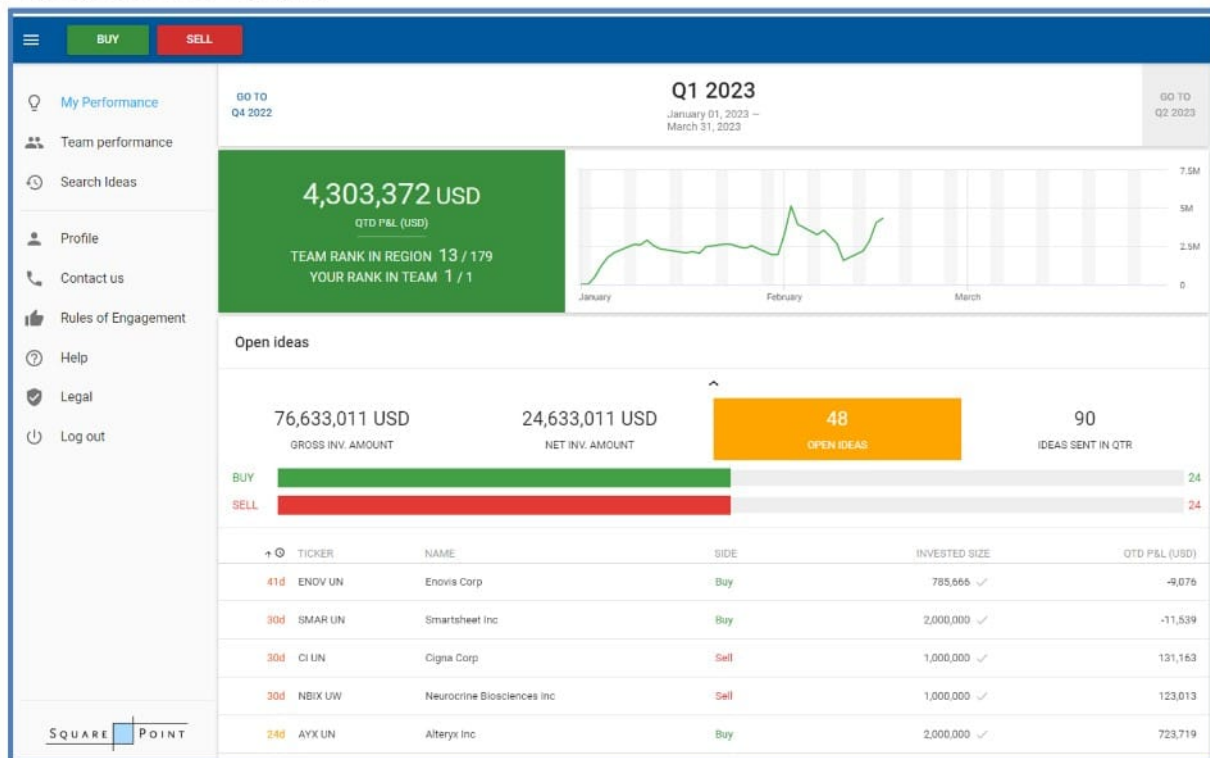 BUY SELL
My Performance
Team performance
Search Ideas
Profile
Contact us
Rules of Engagement
Help
Legal
Log out
SQUARE POINT
GO TO
Q4 2022
Q1 2023
January 01, 2023 –
March 31, 2023
GO TO
Q2 2023
4,303,372 USD
QTD P&L (USD)
TEAM RANK IN REGION 13 / 179
YOUR RANK IN TEAM 1 / 1
7.5M
5M
2.5M
0
January February March
Open ideas
76,633,011 USD 24,633,011 USD 48 90
GROSS INV. AMOUNT NET INV. AMOUNT OPEN IDEAS IDEAS SENT IN QTR
BUY 24
SELL 24
TICKER NAME SIDE INVESTED SIZE QTD P&L (USD)
41d ENOV UN Enovis Corp Buy 785,666 -9,076
30d SMAR UN Smartsheet Inc Buy 2,000,000 -11,539
30d CI UN Cigna Corp Sell 1,000,000 131,163
30d NBIX UW Neurocrine Biosciences Inc Sell 1,000,000 123,013
24d AYX UN Alteryx Inc Buy 2,000,000 723,719